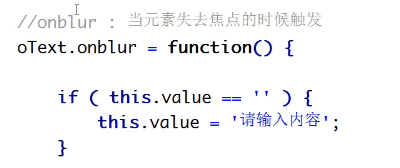 //onblur : 当元素失去焦点的时候触发
oText.onblur = function() {
if ( this.value == '' ) {
this.value = '请输入内容';
}